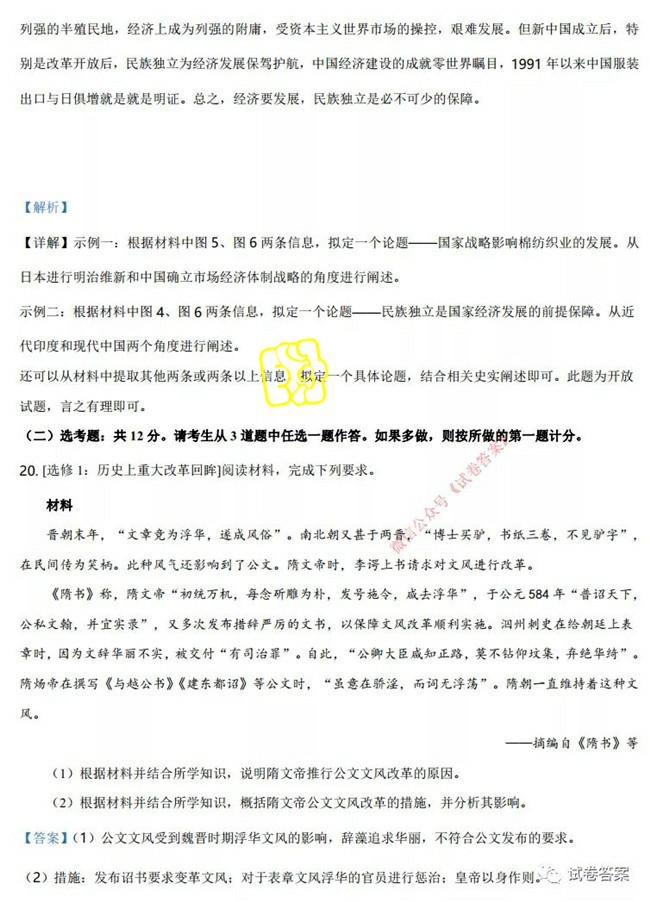 列强的半殖民地，经济上成为列强的附庸，受资本主义世界市场的操控，艰难发展。但新中国成立后，特
别是改革开放后，民族独立为经济发展保驾护航，中国经济建设的成就零世界瞩目，1991 年以来中国服装
出口与日俱增就是就是明证。总之，经济要发展，民族独立是必不可少的保障。
【解析】
【详解】示例一：根据材料中图 5、图 6 两条信息，拟定一个论题——国家战略影响棉纺织业的发展。从
日本进行明治维新和中国确立市场经济体制战略的角度进行阐述。
示例二：根据材料中图 4、图 6 两条信息，拟定一个论题——民族独立是国家经济发展的前提保障。从近
代印度和现代中国两个角度进行阐述。
还可以从材料中提取其他两条或两条以上信息，拟定一个具体论题，结合相关史实阐述即可。此题为开放
试题，言之有理即可。
（二）选考题：共 12 分。请考生从 3 道题中任选一题作答。如果多做，则按所做的第一题计分。
20. [选修 1：历史上重大改革回眸]阅读材料，完成下列要求。
微信公众号《试卷答案》
材料
晋朝末年，“文章竞为浮华，遂成风俗”。南北朝又甚于两晋，“博士买驴，书纸三卷，不见驴字”，
在民间传为笑柄。此种风气还影响到了公文。隋文帝时，李谔上书请求对文风进行改革。
《隋书》称，隋文帝“初统万机，每念斫雕为朴，发号施令，咸去浮华”，于公元 584 年“普诏天下，
公私文翰，并宜实录”，又多次发布措辞严厉的文书，以保障文风改革顺利实施。泗州刺史在给朝廷上表
章时，因为文辞华丽不实，被交付“有司治罪”。自此，“公卿大臣咸知正路，莫不钻仰坟集，弃绝华绮”。
隋炀帝在撰写《与越公书》《建东都诏》等公文时，“虽意在骄淫，而词无浮荡”。隋朝一直维持着这种文
风。
——摘编自《隋书》等
（1）根据材料并结合所学知识，说明隋文帝推行公文文风改革的原因。
（2）根据材料并结合所学知识，概括隋文帝公文文风改革的措施，并分析其影响。
【答案】（1）公文文风受到魏晋时期浮华文风的影响，辞藻追求华丽，不符合公文发布的要求。
（2）措施：发布诏书要求变革文风；对于表章文风浮华的官员进行惩治；皇帝以身作则。
试卷答案